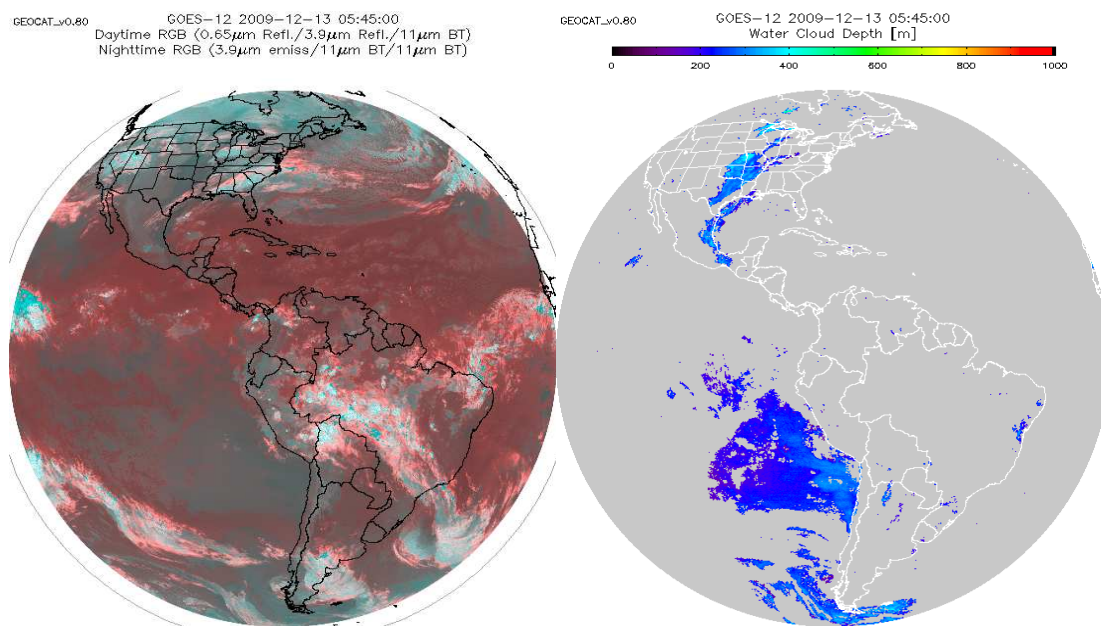 GEOCAT_v0.80
GOES-12 2009-12-13 05:45:00
Daytime RGB (0.65μm Refl./3.9μm Refl./11μm BT)
Nighttime RGB (3.9μm emiss/11μm BT/11μm BT)
GEOCAT_v0.80
GOES-12 2009-12-13 05:45:00
Water Cloud Depth [m]
0 200 400 600 800 1000